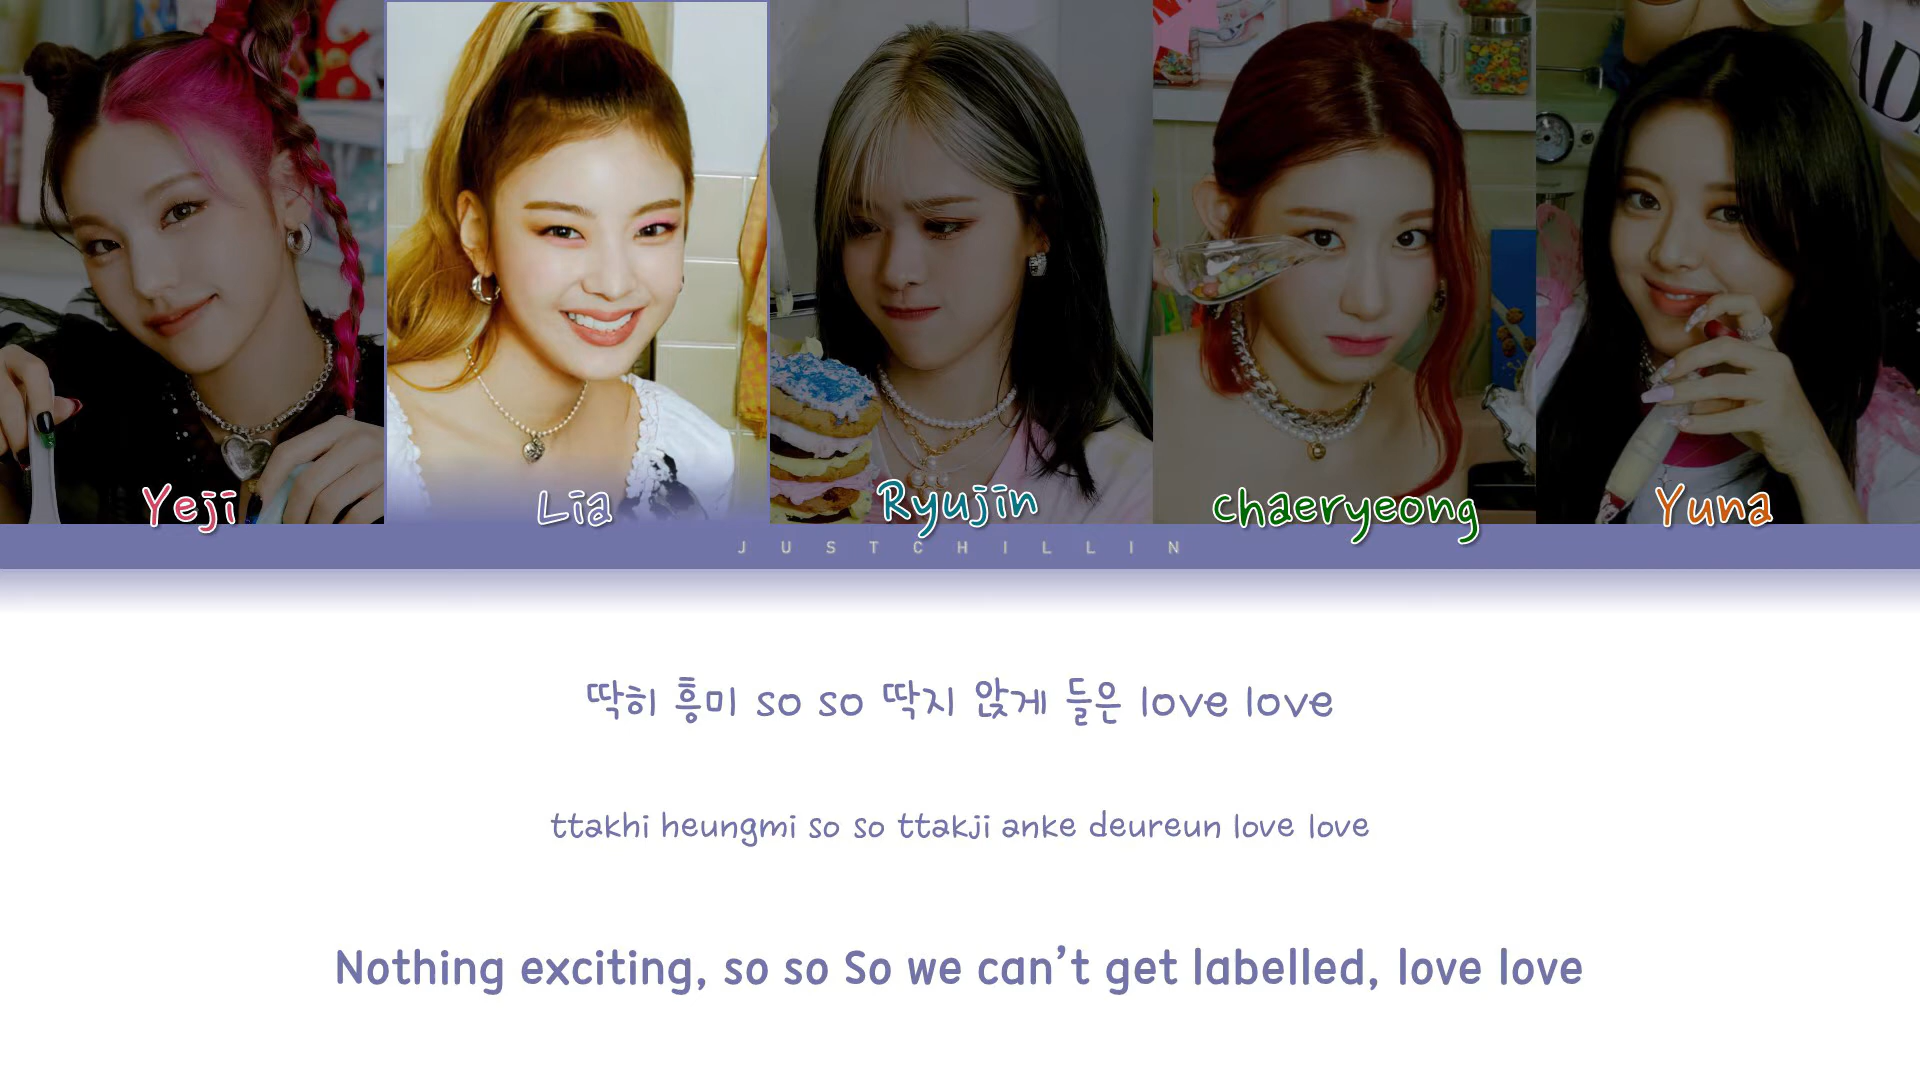 Yeji
Lia
Ryujin
Chaeryeong
Yuna
JUSTCHILLIN
딱히 흥미 so so 딱지 앉게 들은 love love
ttakhi heungmi so so ttakji anke deureun love love
Nothing exciting, so so So we can't get labelled, love love